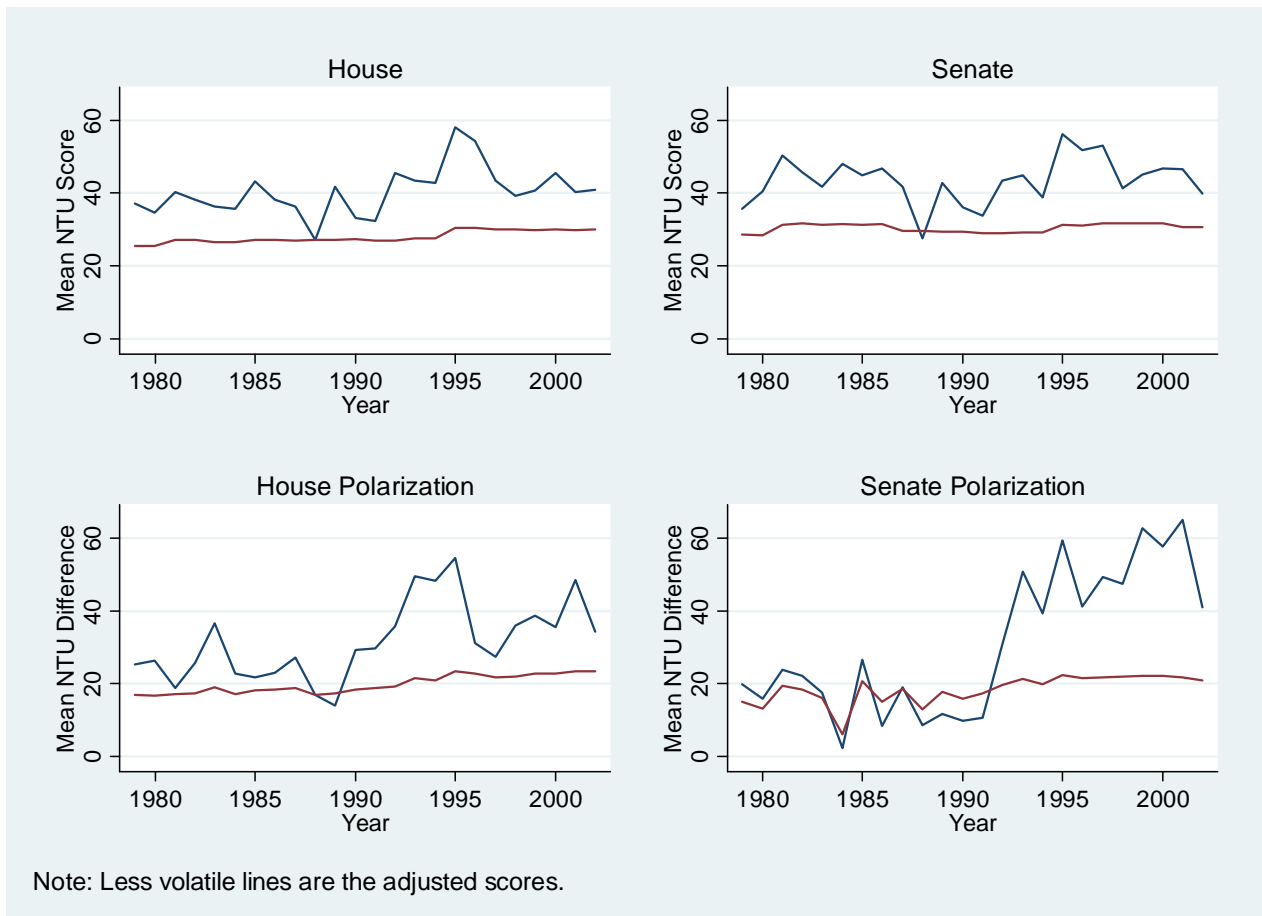 House
Mean NTU Score
60
40
20
0
1980 1985 1990 1995 2000
Year
Senate
Mean NTU Score
60
40
20
0
1980 1985 1990 1995 2000
Year
House Polarization
Mean NTU Difference
60
40
20
0
1980 1985 1990 1995 2000
Year
Senate Polarization
Mean NTU Difference
60
40
20
0
1980 1985 1990 1995 2000
Year
Note: Less volatile lines are the adjusted scores.